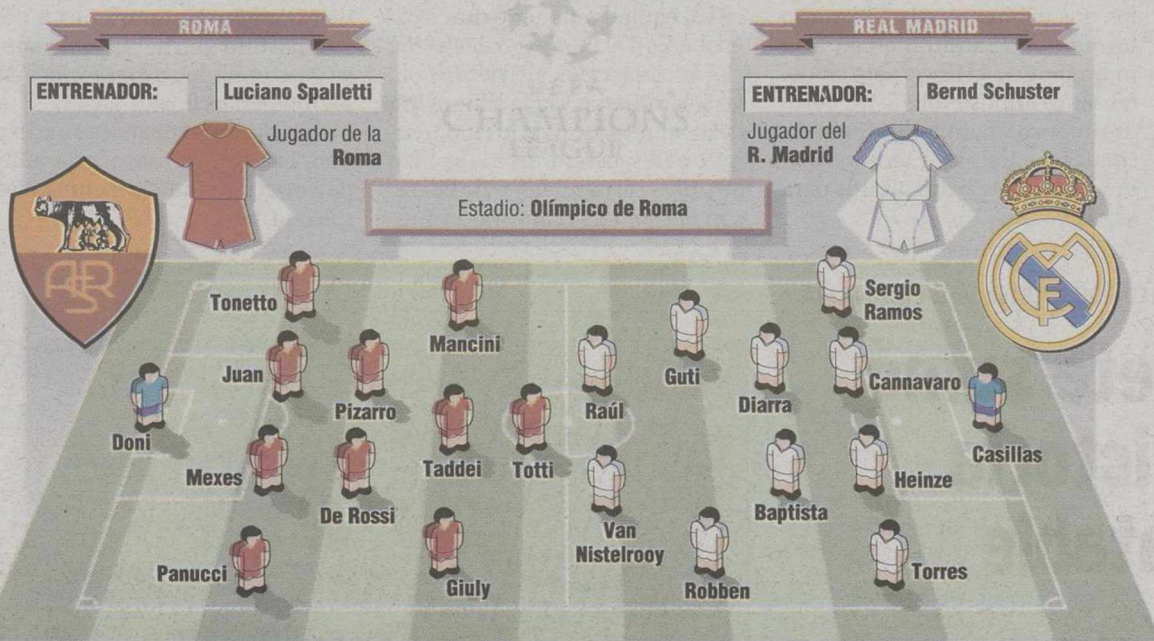 ROMA
REAL MADRID
ENTRENADOR:
Luciano Spalletti
ENTRENADOR:
Bernd Schuster
Jugador de la
Roma
Jugador del
R. Madrid
UEFA
CHAMPIONS
LEAGUE
Estadio: Olímpico de Roma
ASR
Tonetto
Mancini
Sergio
Ramos
Juan
Pizarro
Raúl
Guti
Diarra
Cannavaro
Doni
Mexes
De Rossi
Taddei
Totti
Van
Nistelrooy
Baptista
Heinze
Casillas
Panucci
Giuly
Robben
Torres